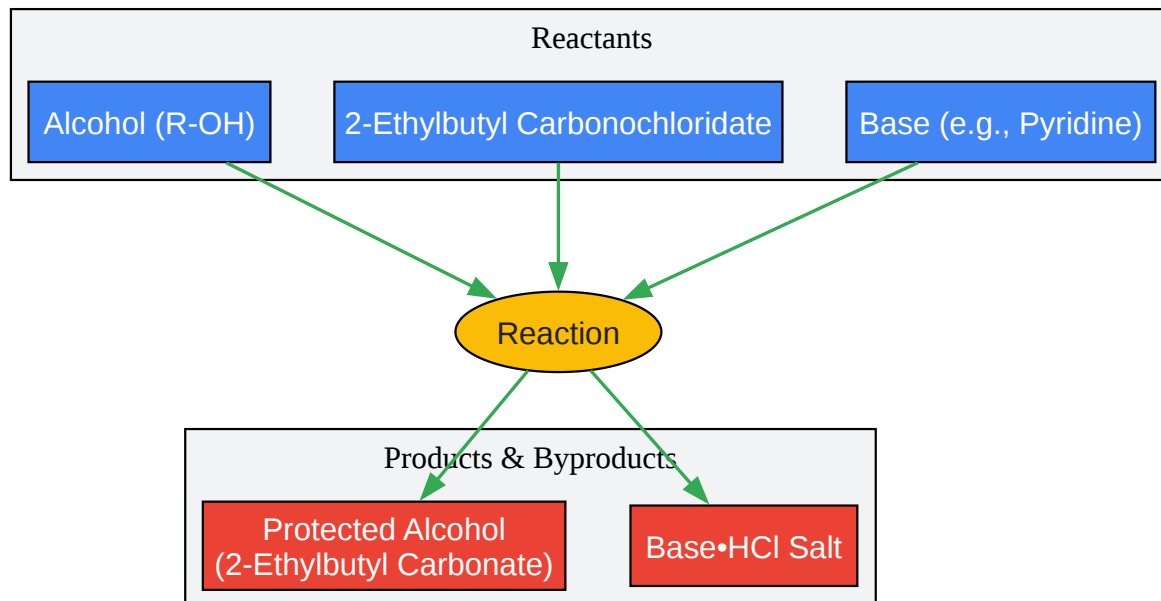 Reactants
Alcohol (R-OH)
2-Ethylbutyl Carbonochloridate
Base (e.g., Pyridine)
Reaction
Products & Byproducts
Protected Alcohol
(2-Ethylbutyl Carbonate)
Base•HCl Salt